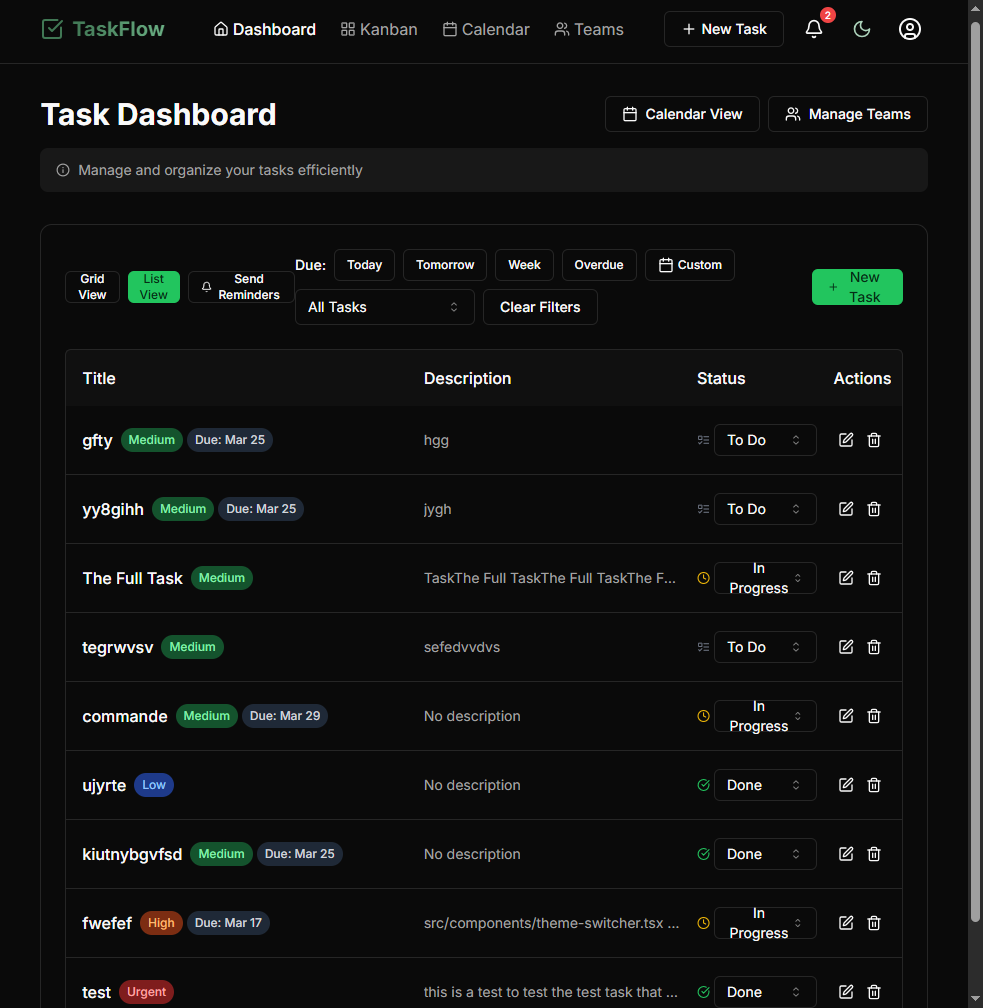 TaskFlow Dashboard Kanban Calendar Teams + New Task 2
Task Dashboard Calendar View Manage Teams
Manage and organize your tasks efficiently
Grid View List View Send Reminders Due: Today Tomorrow Week Overdue Custom + New Task
All Tasks Clear Filters
Title Description Status Actions
gfty Medium Due: Mar 25 hgg To Do
yy8gihh Medium Due: Mar 25 jygh To Do
The Full Task Medium TaskThe Full TaskThe Full TaskThe F... In Progress
tegrwvsv Medium sefedvvdvs To Do
commande Medium Due: Mar 29 No description In Progress
ujyrte Low No description Done
kiutnybgvfsd Medium Due: Mar 25 No description Done
fwefef High Due: Mar 17 src/components/theme-switcher.tsx ... In Progress
test Urgent this is a test to test the test task that ... Done